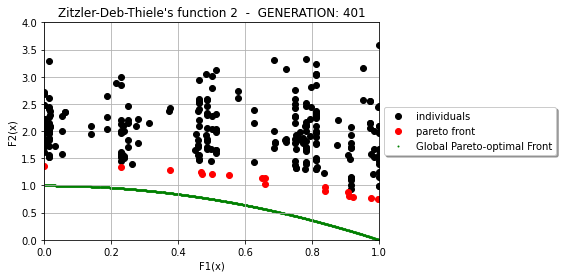 Zitzler-Deb-Thiele's function 2 - GENERATION: 401
4.0
3.5
3.0
2.5
2.0
1.5
1.0
0.5
0.0
F2(x)
0.0 0.2 0.4 0.6 0.8 1.0
F1(x)
individuals
pareto front
Global Pareto-optimal Front